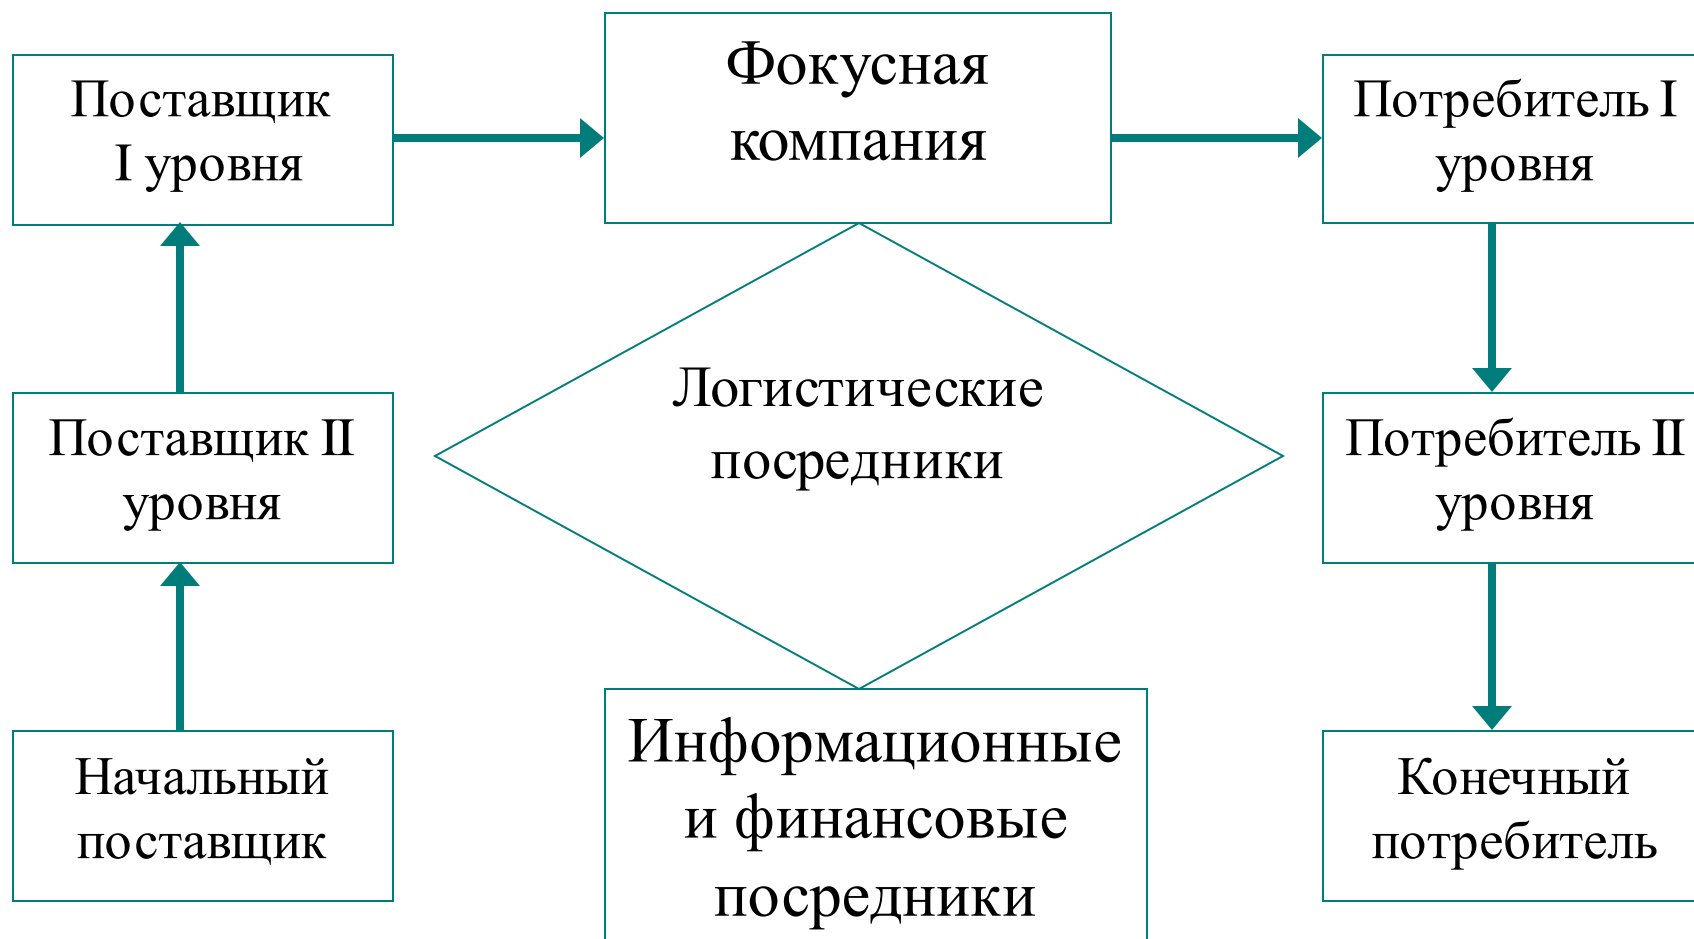 Поставщик
I уровня
Фокусная
компания
Потребитель I
уровня
Поставщик II
уровня
Логистические
посредники
Потребитель II
уровня
Начальный
поставщик
Информационные
и финансовые
посредники
Конечный
потребитель